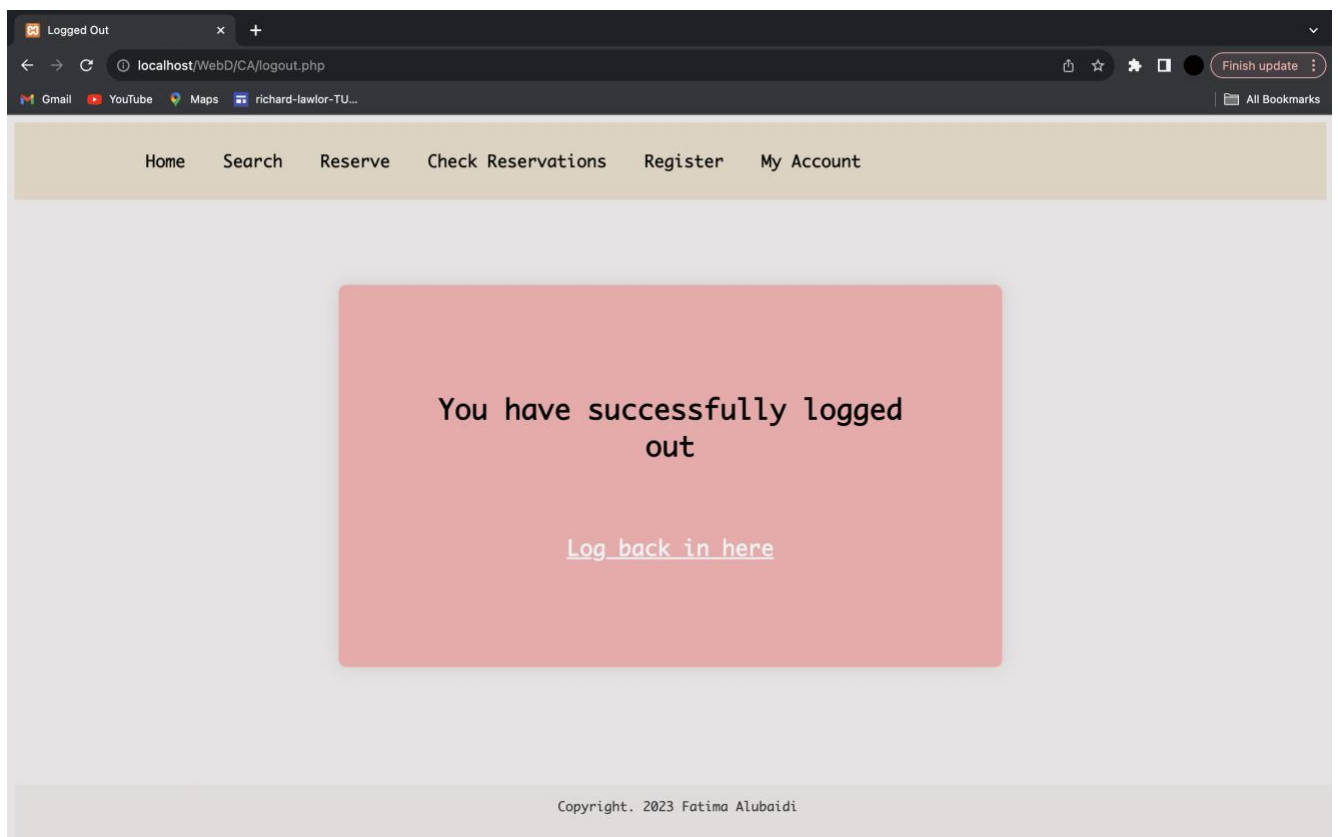 Logged Out
localhost/WebD/CA/logout.php
Finish update
Gmail YouTube Maps richard-lawlor-TU... All Bookmarks
Home Search Reserve Check Reservations Register My Account
You have successfully logged
out
Log back in here
Copyright. 2023 Fatima Alubaidi